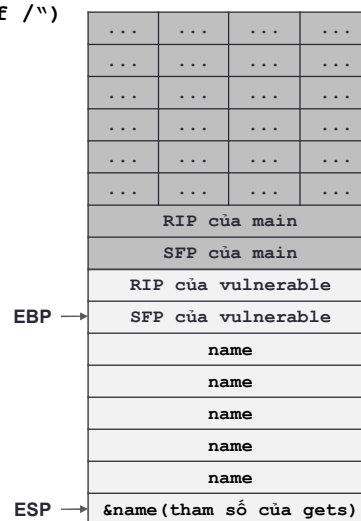 f /")
... ... ... ...
... ... ... ...
... ... ... ...
... ... ... ...
... ... ... ...
... ... ... ...
RIP của main
SFP của main
RIP của vulnerable
EBP → SFP của vulnerable
name
name
name
name
name
ESP → &name(tham số của gets)